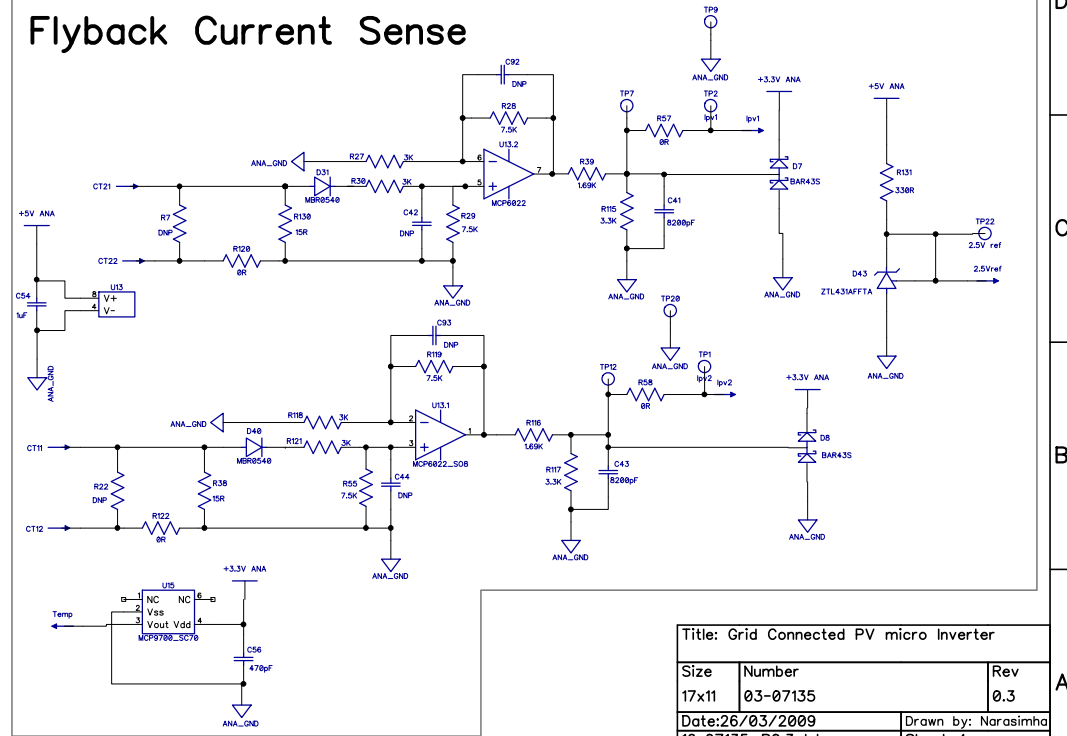 Flyback Current Sense
TP9
ANA_GND
+3.3V ANA
+5V ANA
C92
DNP
R28
7.5K
U13.2
6
5
7
MCP6022
ANA_GND
R27
3K
CT21
D31
MBR0540
R30
3K
R7
DNP
R130
15R
C42
DNP
R29
7.5K
CT22
R120
0R
ANA_GND
R39
1.69K
TP7
R57
0R
TP2
Ipv1
Ipv1
R115
3.3K
C41
8200pF
ANA_GND
D7
BAR43S
ANA_GND
R131
330R
TP22
2.5V ref
2.5Vref
D43
ZTL431AFFTA
ANA_GND
+5V ANA
C54
1uF
U13
8
V+
4
V-
ANA_GND
TP20
ANA_GND
C93
DNP
R119
7.5K
U13.1
2
3
1
MCP6022_SO8
ANA_GND
R118
3K
CT11
D40
MBR0540
R121
3K
R22
DNP
R38
15R
R55
7.5K
C44
DNP
CT12
R122
0R
ANA_GND
R116
1.69K
TP12
R58
0R
TP1
Ipv2
Ipv2
R117
3.3K
C43
8200pF
ANA_GND
+3.3V ANA
D8
BAR43S
ANA_GND
+3.3V ANA
U15
1
NC
NC
6
2
Vss
3
Vout
Vdd
4
MCP9700_SC70
Temp
C56
470pF
ANA_GND
D
C
B
A
Title: Grid Connected PV micro Inverter
Size
Number
Rev
17x11
03-07135
0.3
Date:26/03/2009
Drawn by: Narasimha